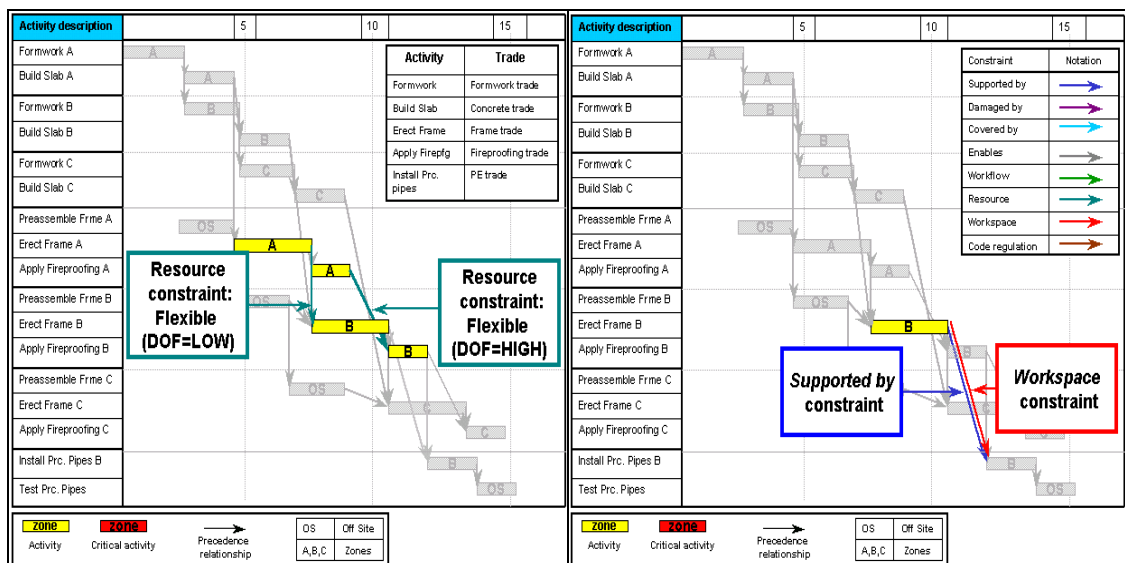 Activity description 5 10 15
Formwork A
A
Build Slab A
A
Formwork B
B
Build Slab B
B
Formwork C
C
Build Slab C
C
Preassemble Frme A
OS
Erect Frame A
A
Apply Fireproofing A
A
Preassemble Frme B
OS
Erect Frame B
B
Apply Fireproofing B
B
Preassemble Frme C
OS
Erect Frame C
C
Apply Fireproofing C
C
Install Prc. Pipes B
B
Test Prc. Pipes
OS
Activity Trade
Formwork Formwork trade
Build Slab Concrete trade
Erect Frame Frame trade
Apply Firepfg Fireproofing trade
Install Prc. PE trade
pipes
Resource
constraint:
Flexible
(DOF=LOW)
Resource
constraint:
Flexible
(DOF=HIGH)
zone zone OS Off Site
Activity Critical activity Precedence A,B,C Zones
relationship
Activity description 5 10 15
Formwork A
A
Build Slab A
A
Formwork B
B
Build Slab B
B
Formwork C
C
Build Slab C
C
Preassemble Frme A
OS
Erect Frame A
A
Apply Fireproofing A
A
Preassemble Frme B
OS
Erect Frame B
B
Apply Fireproofing B
B
Preassemble Frme C
OS
Erect Frame C
C
Apply Fireproofing C
C
Install Prc. Pipes B
B
Test Prc. Pipes
OS
Constraint Notation
Supported by
Damaged by
Covered by
Enables
Workflow
Resource
Workspace
Code regulation
Supported by
constraint
Workspace
constraint
zone zone OS Off Site
Activity Critical activity Precedence A,B,C Zones
relationship